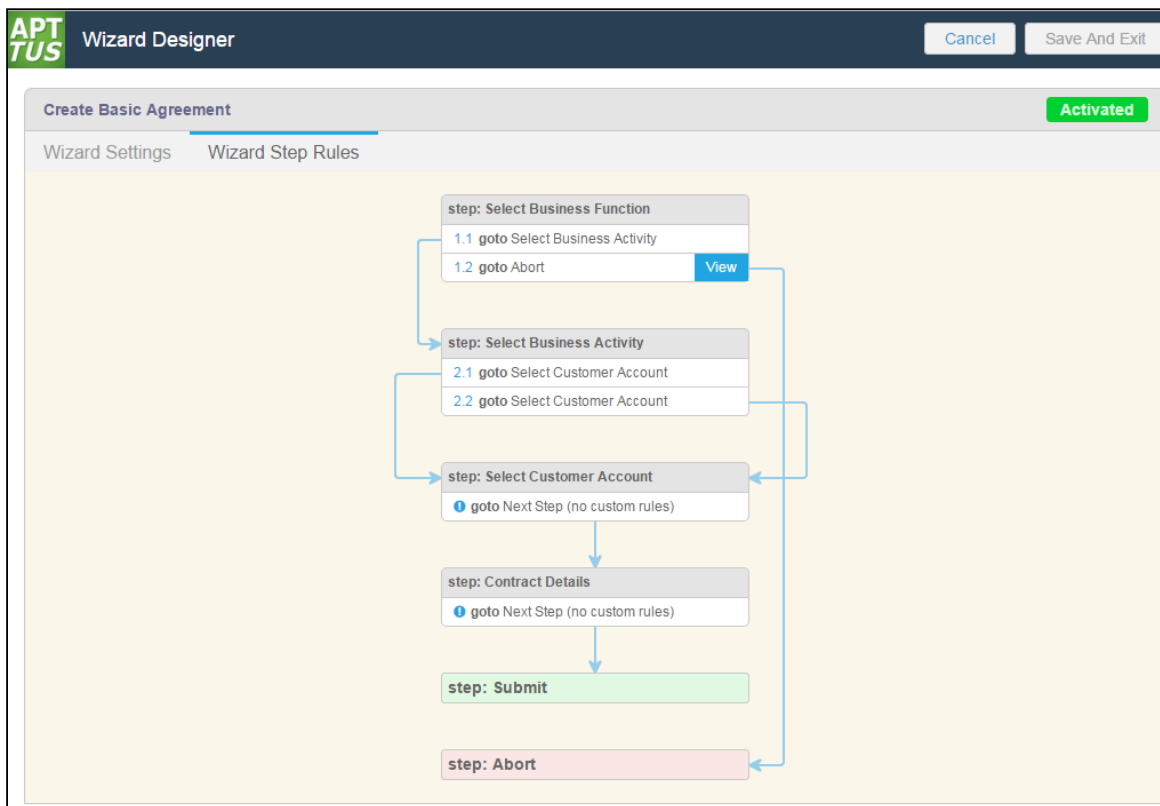 APT
TUS
Wizard Designer
Cancel
Save And Exit
Create Basic Agreement
Activated
Wizard Settings
Wizard Step Rules
step: Select Business Function
1.1 goto Select Business Activity
1.2 goto Abort
View
step: Select Business Activity
2.1 goto Select Customer Account
2.2 goto Select Customer Account
step: Select Customer Account
goto Next Step (no custom rules)
step: Contract Details
goto Next Step (no custom rules)
step: Submit
step: Abort